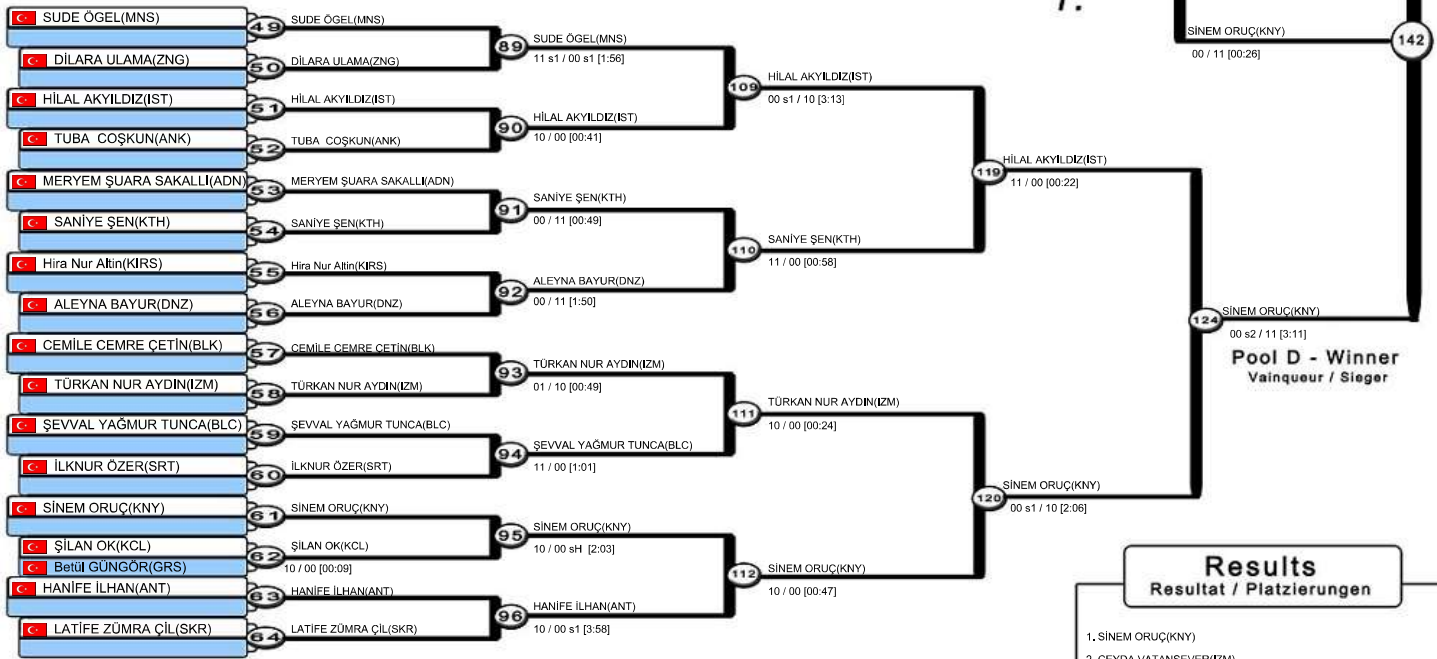 SUDE ÖGEL(MNS)
DİLARA ULAMA(ZNG)
HİLAL AKYILDIZ(IST)
TUBA COŞKUN(ANK)
MERYEM ŞUARA SAKALLI(ADN)
SANİYE ŞEN(KTH)
Hira Nur Altin(KIRS)
ALEYNA BAYUR(DNZ)
CEMİLE CEMRE ÇETİN(BLK)
TÜRKAN NUR AYDIN(IZM)
ŞEVVAL YAĞMUR TUNCA(BLC)
İLKNUR ÖZER(SRT)
SİNEM ORUÇ(KNY)
ŞİLAN OK(KCL)
Betül GÜNGÖR(GRS)
HANİFE İLHAN(ANT)
LATİFE ZÜMRA ÇİL(SKR)
49
50
51
52
53
54
55
56
57
58
59
60
61
62
63
64
SUDE ÖGEL(MNS)
DİLARA ULAMA(ZNG)
HİLAL AKYILDIZ(IST)
TUBA COŞKUN(ANK)
MERYEM ŞUARA SAKALLI(ADN)
SANİYE ŞEN(KTH)
Hira Nur Altin(KIRS)
ALEYNA BAYUR(DNZ)
CEMİLE CEMRE ÇETİN(BLK)
TÜRKAN NUR AYDIN(IZM)
ŞEVVAL YAĞMUR TUNCA(BLC)
İLKNUR ÖZER(SRT)
SİNEM ORUÇ(KNY)
ŞİLAN OK(KCL)
10 / 00 [00:09]
HANİFE İLHAN(ANT)
LATİFE ZÜMRA ÇİL(SKR)
89
90
91
92
93
94
95
96
SUDE ÖGEL(MNS)
11 s1 / 00 s1 [1:56]
HİLAL AKYILDIZ(IST)
10 / 00 [00:41]
SANİYE ŞEN(KTH)
00 / 11 [00:49]
ALEYNA BAYUR(DNZ)
00 / 11 [1:50]
TÜRKAN NUR AYDIN(IZM)
01 / 10 [00:49]
ŞEVVAL YAĞMUR TUNCA(BLC)
11 / 00 [1:01]
SİNEM ORUÇ(KNY)
10 / 00 sH [2:03]
HANİFE İLHAN(ANT)
10 / 00 s1 [3:58]
109
110
111
112
HİLAL AKYILDIZ(IST)
00 s1 / 10 [3:13]
SANİYE ŞEN(KTH)
11 / 00 [00:58]
TÜRKAN NUR AYDIN(IZM)
10 / 00 [00:24]
SİNEM ORUÇ(KNY)
10 / 00 [00:47]
119
120
HİLAL AKYILDIZ(IST)
11 / 00 [00:22]
SİNEM ORUÇ(KNY)
00 s1 / 10 [2:06]
124
SİNEM ORUÇ(KNY)
00 s2 / 11 [3:11]
Pool D - Winner
Vainqueur / Sieger
SİNEM ORUÇ(KNY)
00 / 11 [00:26]
142
Results
Resultat / Platzierungen
1. SİNEM ORUÇ(KNY)
2. CEYDA VATANSEVER(IZM)